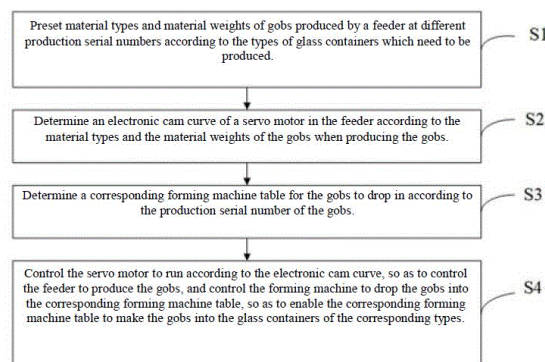 Preset material types and material weights of gobs produced by a feeder at different
production serial numbers according to the types of glass containers which need to be
produced.
S1
Determine an electronic cam curve of a servo motor in the feeder according to the
material types and the material weights of the gobs when producing the gobs.
S2
Determine a corresponding forming machine table for the gobs to drop in according to
the production serial number of the gobs.
S3
Control the servo motor to run according to the electronic cam curve, so as to control
the feeder to produce the gobs, and control the forming machine to drop the gobs into
the corresponding forming machine table, so as to enable the corresponding forming
machine table to make the gobs into the glass containers of the corresponding types.
S4